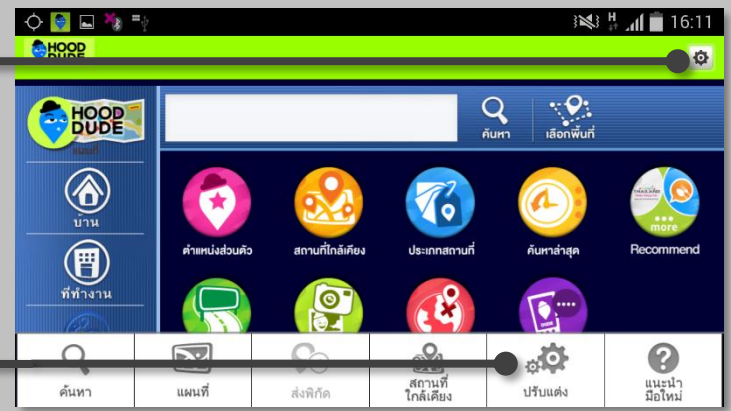 H
16:11
HOOD
DUDE
HOOD
DUDE
แผนที่
ค้นหา
เลือกพื้นที่
บ้าน
ที่ทำงาน
ตำแหน่งส่วนตัว
สถานที่ใกล้เคียง
ประเภทสถานที่
ค้นหาล่าสุด
more
Recommend
ค้นหา
แผนที่
ส่งพิกัด
สถานที่
ใกล้เคียง
ปรับแต่ง
แนะนำ
มือใหม่